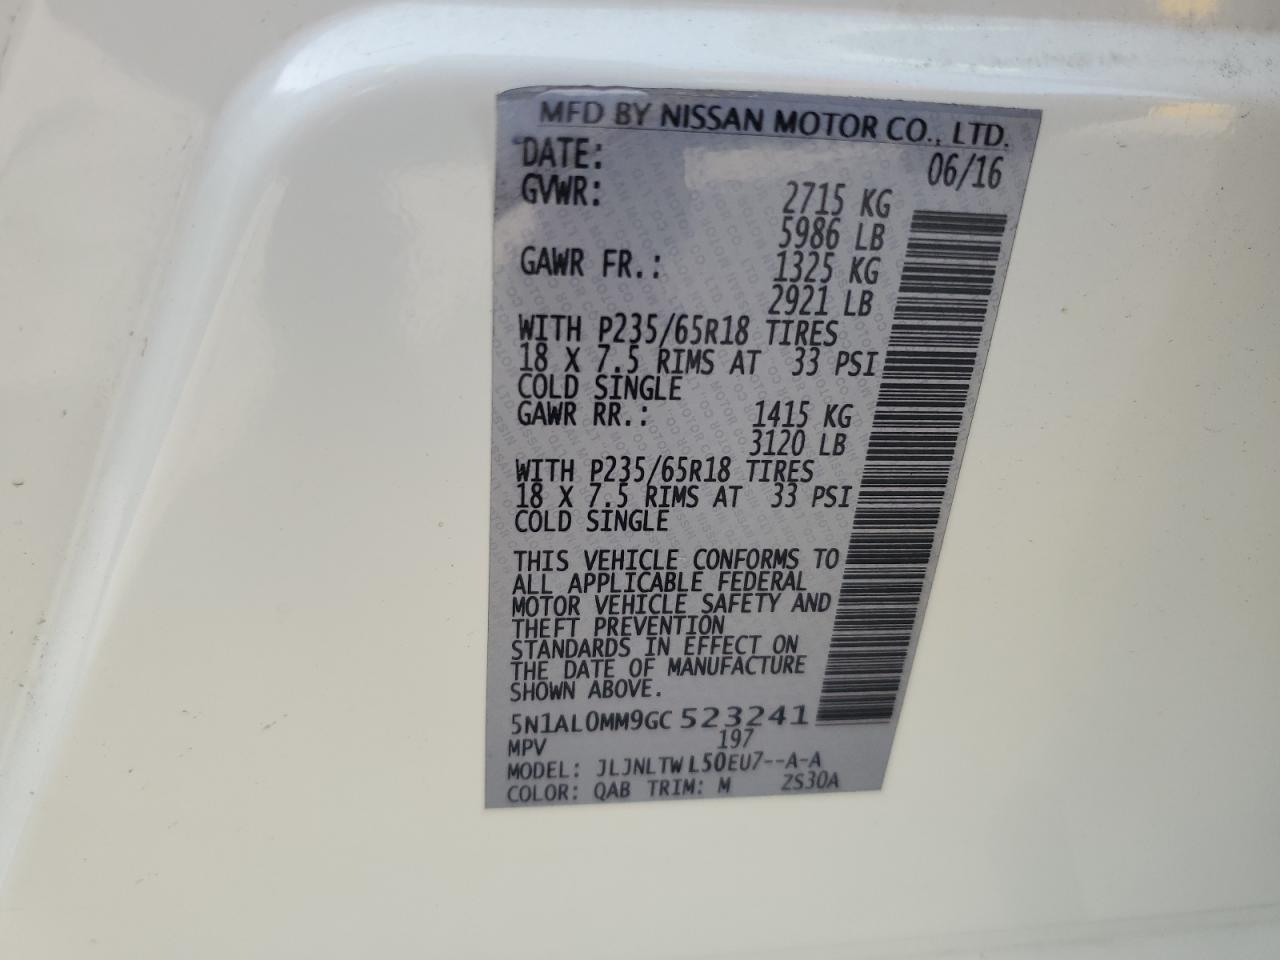 MFD BY NISSAN MOTOR CO., LTD.
DATE: 06/16
GVWR: 2715 KG
5986 LB
GAWR FR.: 1325 KG
2921 LB
WITH P235/65R18 TIRES
18 X 7.5 RIMS AT 33 PSI
COLD SINGLE
GAWR RR.: 1415 KG
3120 LB
WITH P235/65R18 TIRES
18 X 7.5 RIMS AT 33 PSI
COLD SINGLE
THIS VEHICLE CONFORMS TO
ALL APPLICABLE FEDERAL
MOTOR VEHICLE SAFETY AND
THEFT PREVENTION
STANDARDS IN EFFECT ON
THE DATE OF MANUFACTURE
SHOWN ABOVE.
5N1AL0MM9GC523241
MPV 197
MODEL: JLJNLTWL50EU7--A-A
COLOR: QAB TRIM: M ZS30A